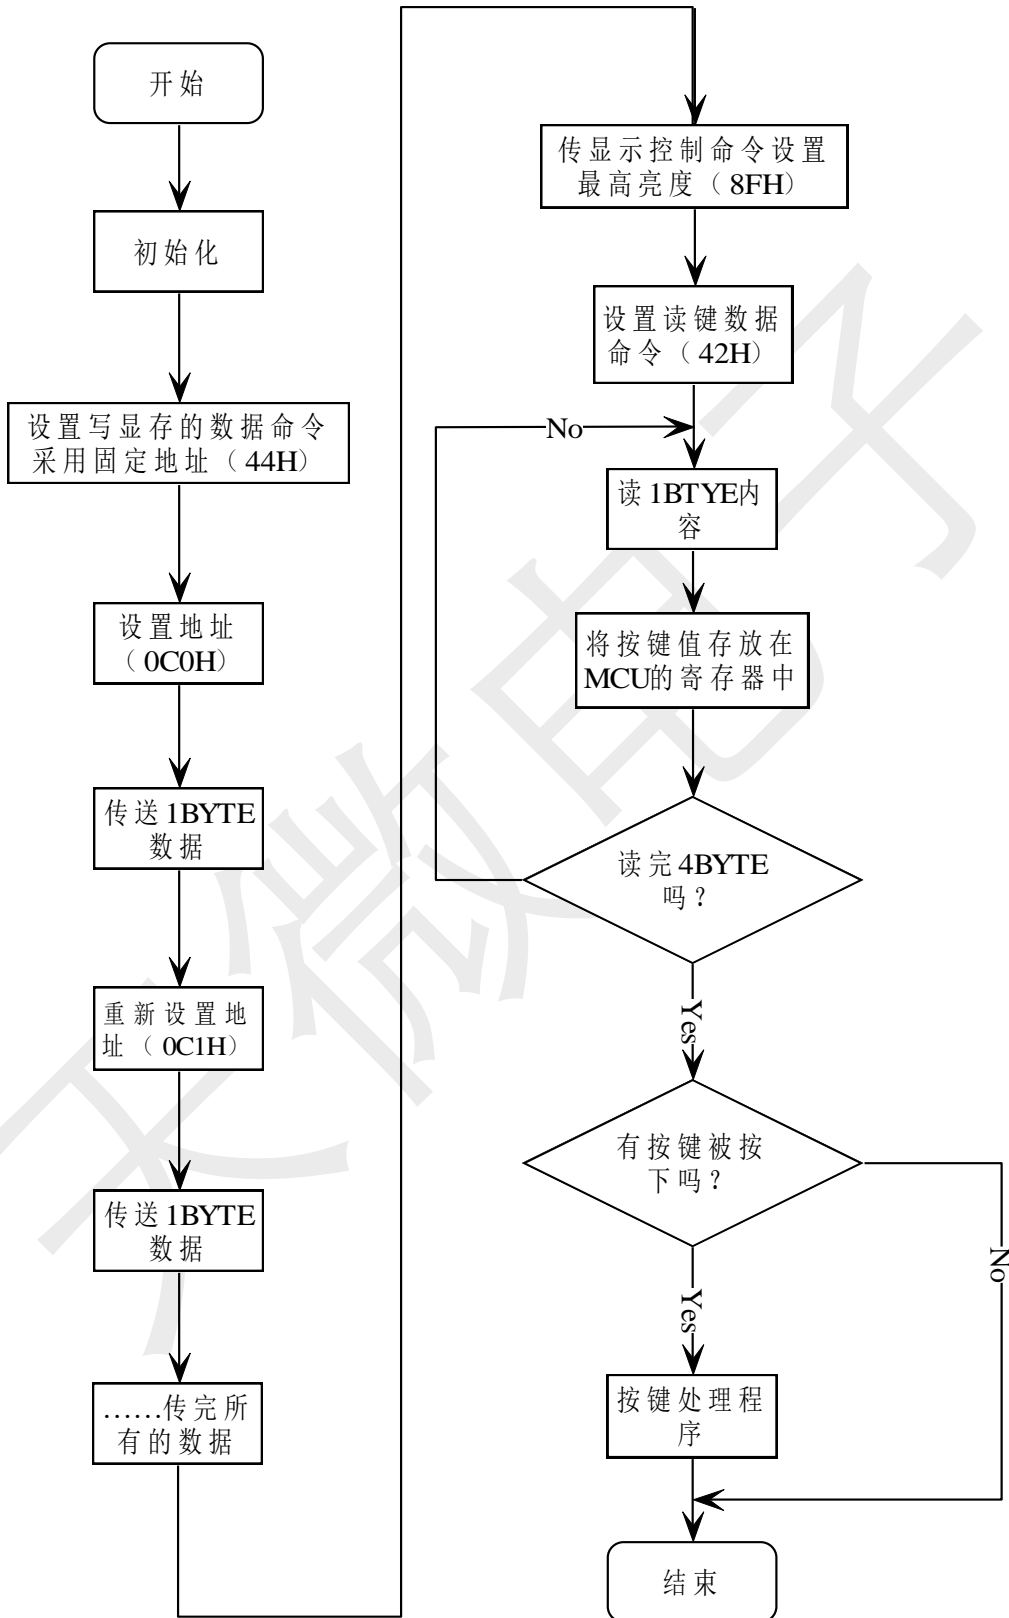 开始
初始化
设置写显存的数据命令
采用固定地址（44H）
设置地址
（0C0H）
传送1BYTE
数据
重新设置地
址（0C1H）
传送1BYTE
数据
......传完所
有的数据
传显示控制命令设置
最高亮度（8FH）
设置读键数据
命令（42H）
No
读1BTYE内
容
将按键值存放在
MCU的寄存器中
读完4BYTE
吗？
Yes
有按键被按
下吗？
No
Yes
按键处理程
序
结束
天微电子